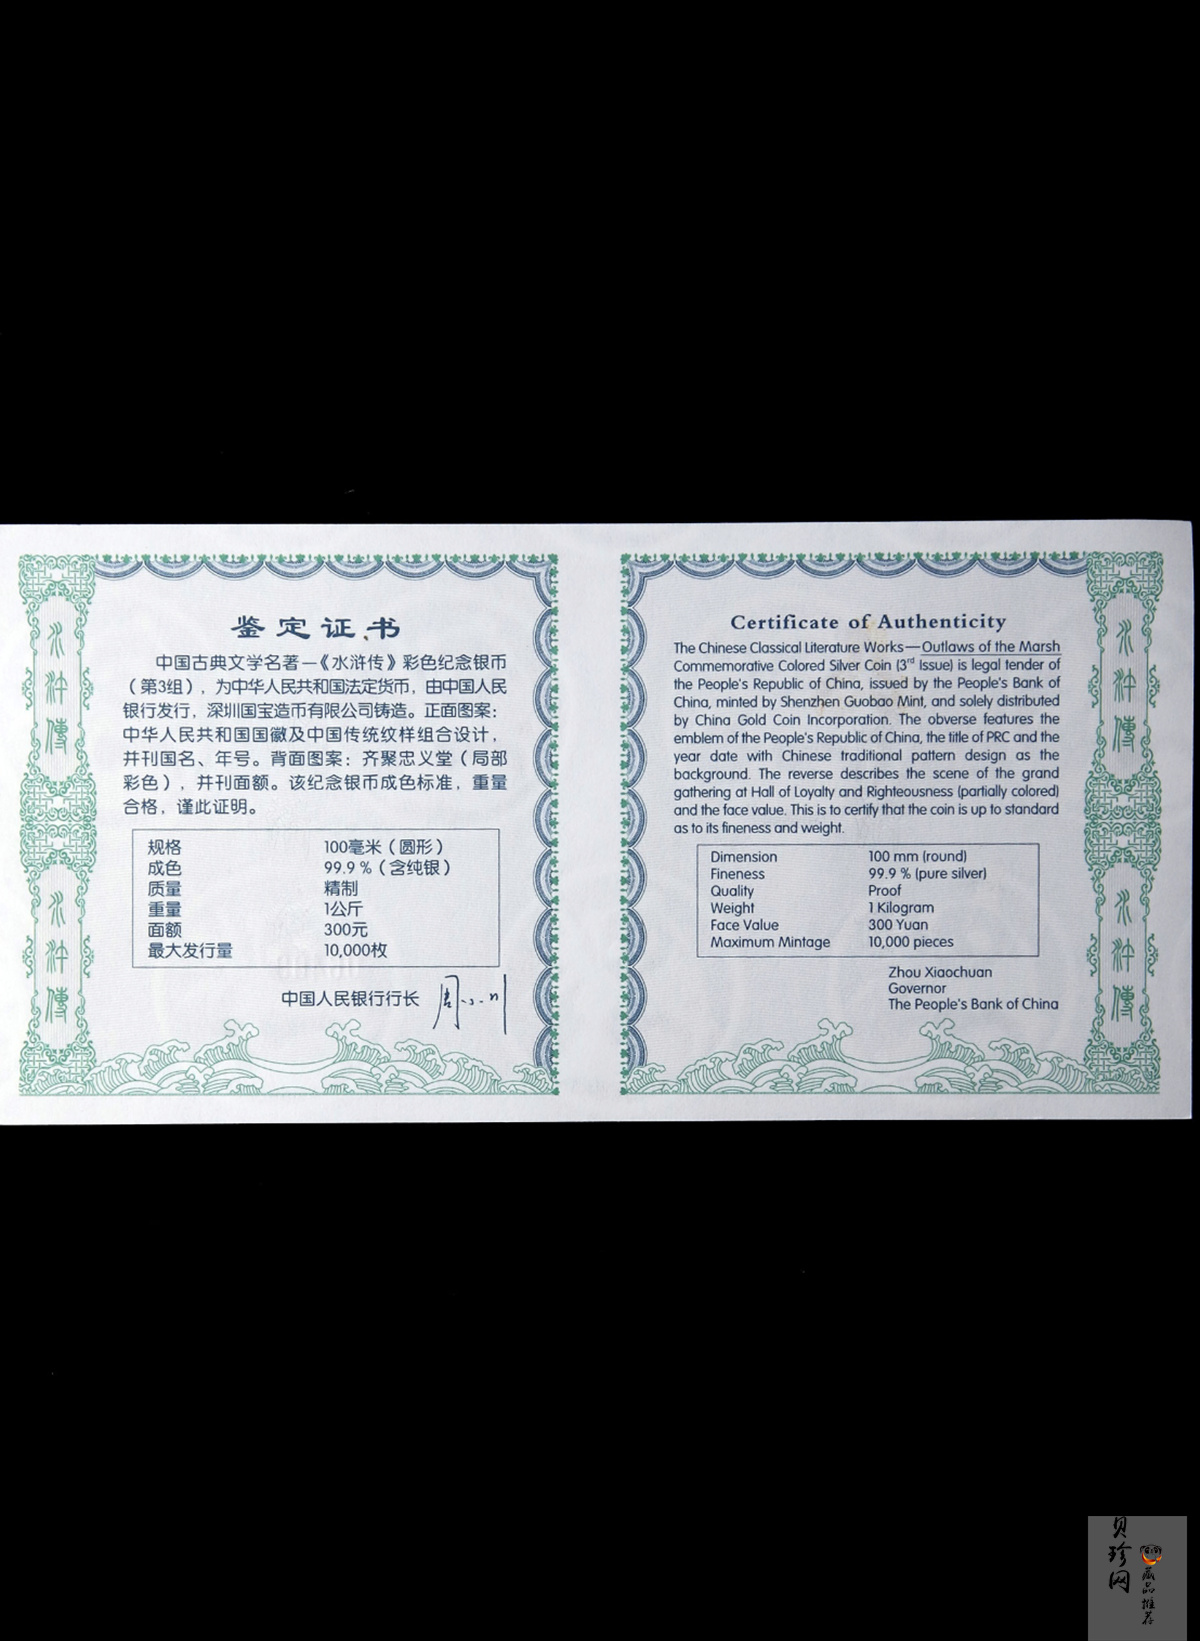 鉴定证书
中国古典文学名著—《水浒传》彩色纪念银币
（第3组），为中华人民共和国法定货币，由中国人民
银行发行，深圳国宝造币有限公司铸造。正面图案：
中华人民共和国国徽及中国传统纹样组合设计，
并刊国名、年号。背面图案：齐聚忠义堂（局部
彩色），并刊面额。该纪念银币成色标准，重量
合格，谨此证明。
规格 100毫米（圆形）
成色 99.9％（含纯银）
质量 精制
重量 1公斤
面额 300元
最大发行量 10,000枚
中国人民银行行长 周小川
水浒傳
水浒傳
Certificate of Authenticity
The Chinese Classical Literature Works—Outlaws of the Marsh
Commemorative Colored Silver Coin (3rd Issue) is legal tender of
the People's Republic of China, issued by the People's Bank of
China, minted by Shenzhen Guobao Mint, and solely distributed
by China Gold Coin Incorporation. The obverse features the
emblem of the People's Republic of China, the title of PRC and the
year date with Chinese traditional pattern design as the
background. The reverse describes the scene of the grand
gathering at Hall of Loyalty and Righteousness (partially colored)
and the face value. This is to certify that the coin is up to standard
as to its fineness and weight.
Dimension 100 mm (round)
Fineness 99.9 % (pure silver)
Quality Proof
Weight 1 Kilogram
Face Value 300 Yuan
Maximum Mintage 10,000 pieces
Zhou Xiaochuan
Governor
The People's Bank of China
水浒傳
水浒傳
贝珍网
藏品推荐